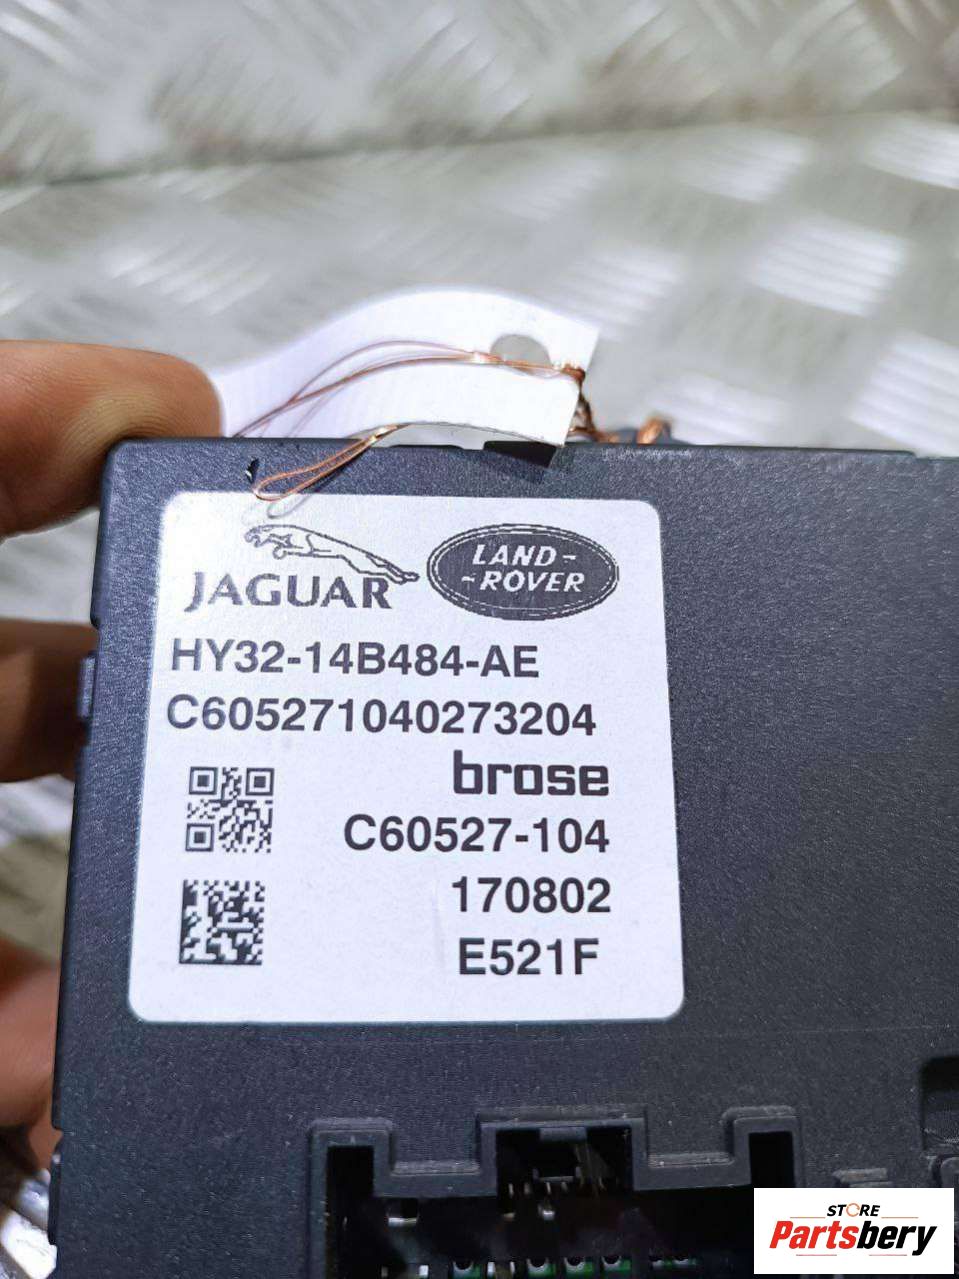 JAGUAR
LAND-
-ROVER
HY32-14B484-AE
C605271040273204
brose
C60527-104
170802
E521F
STORE
Partsbery